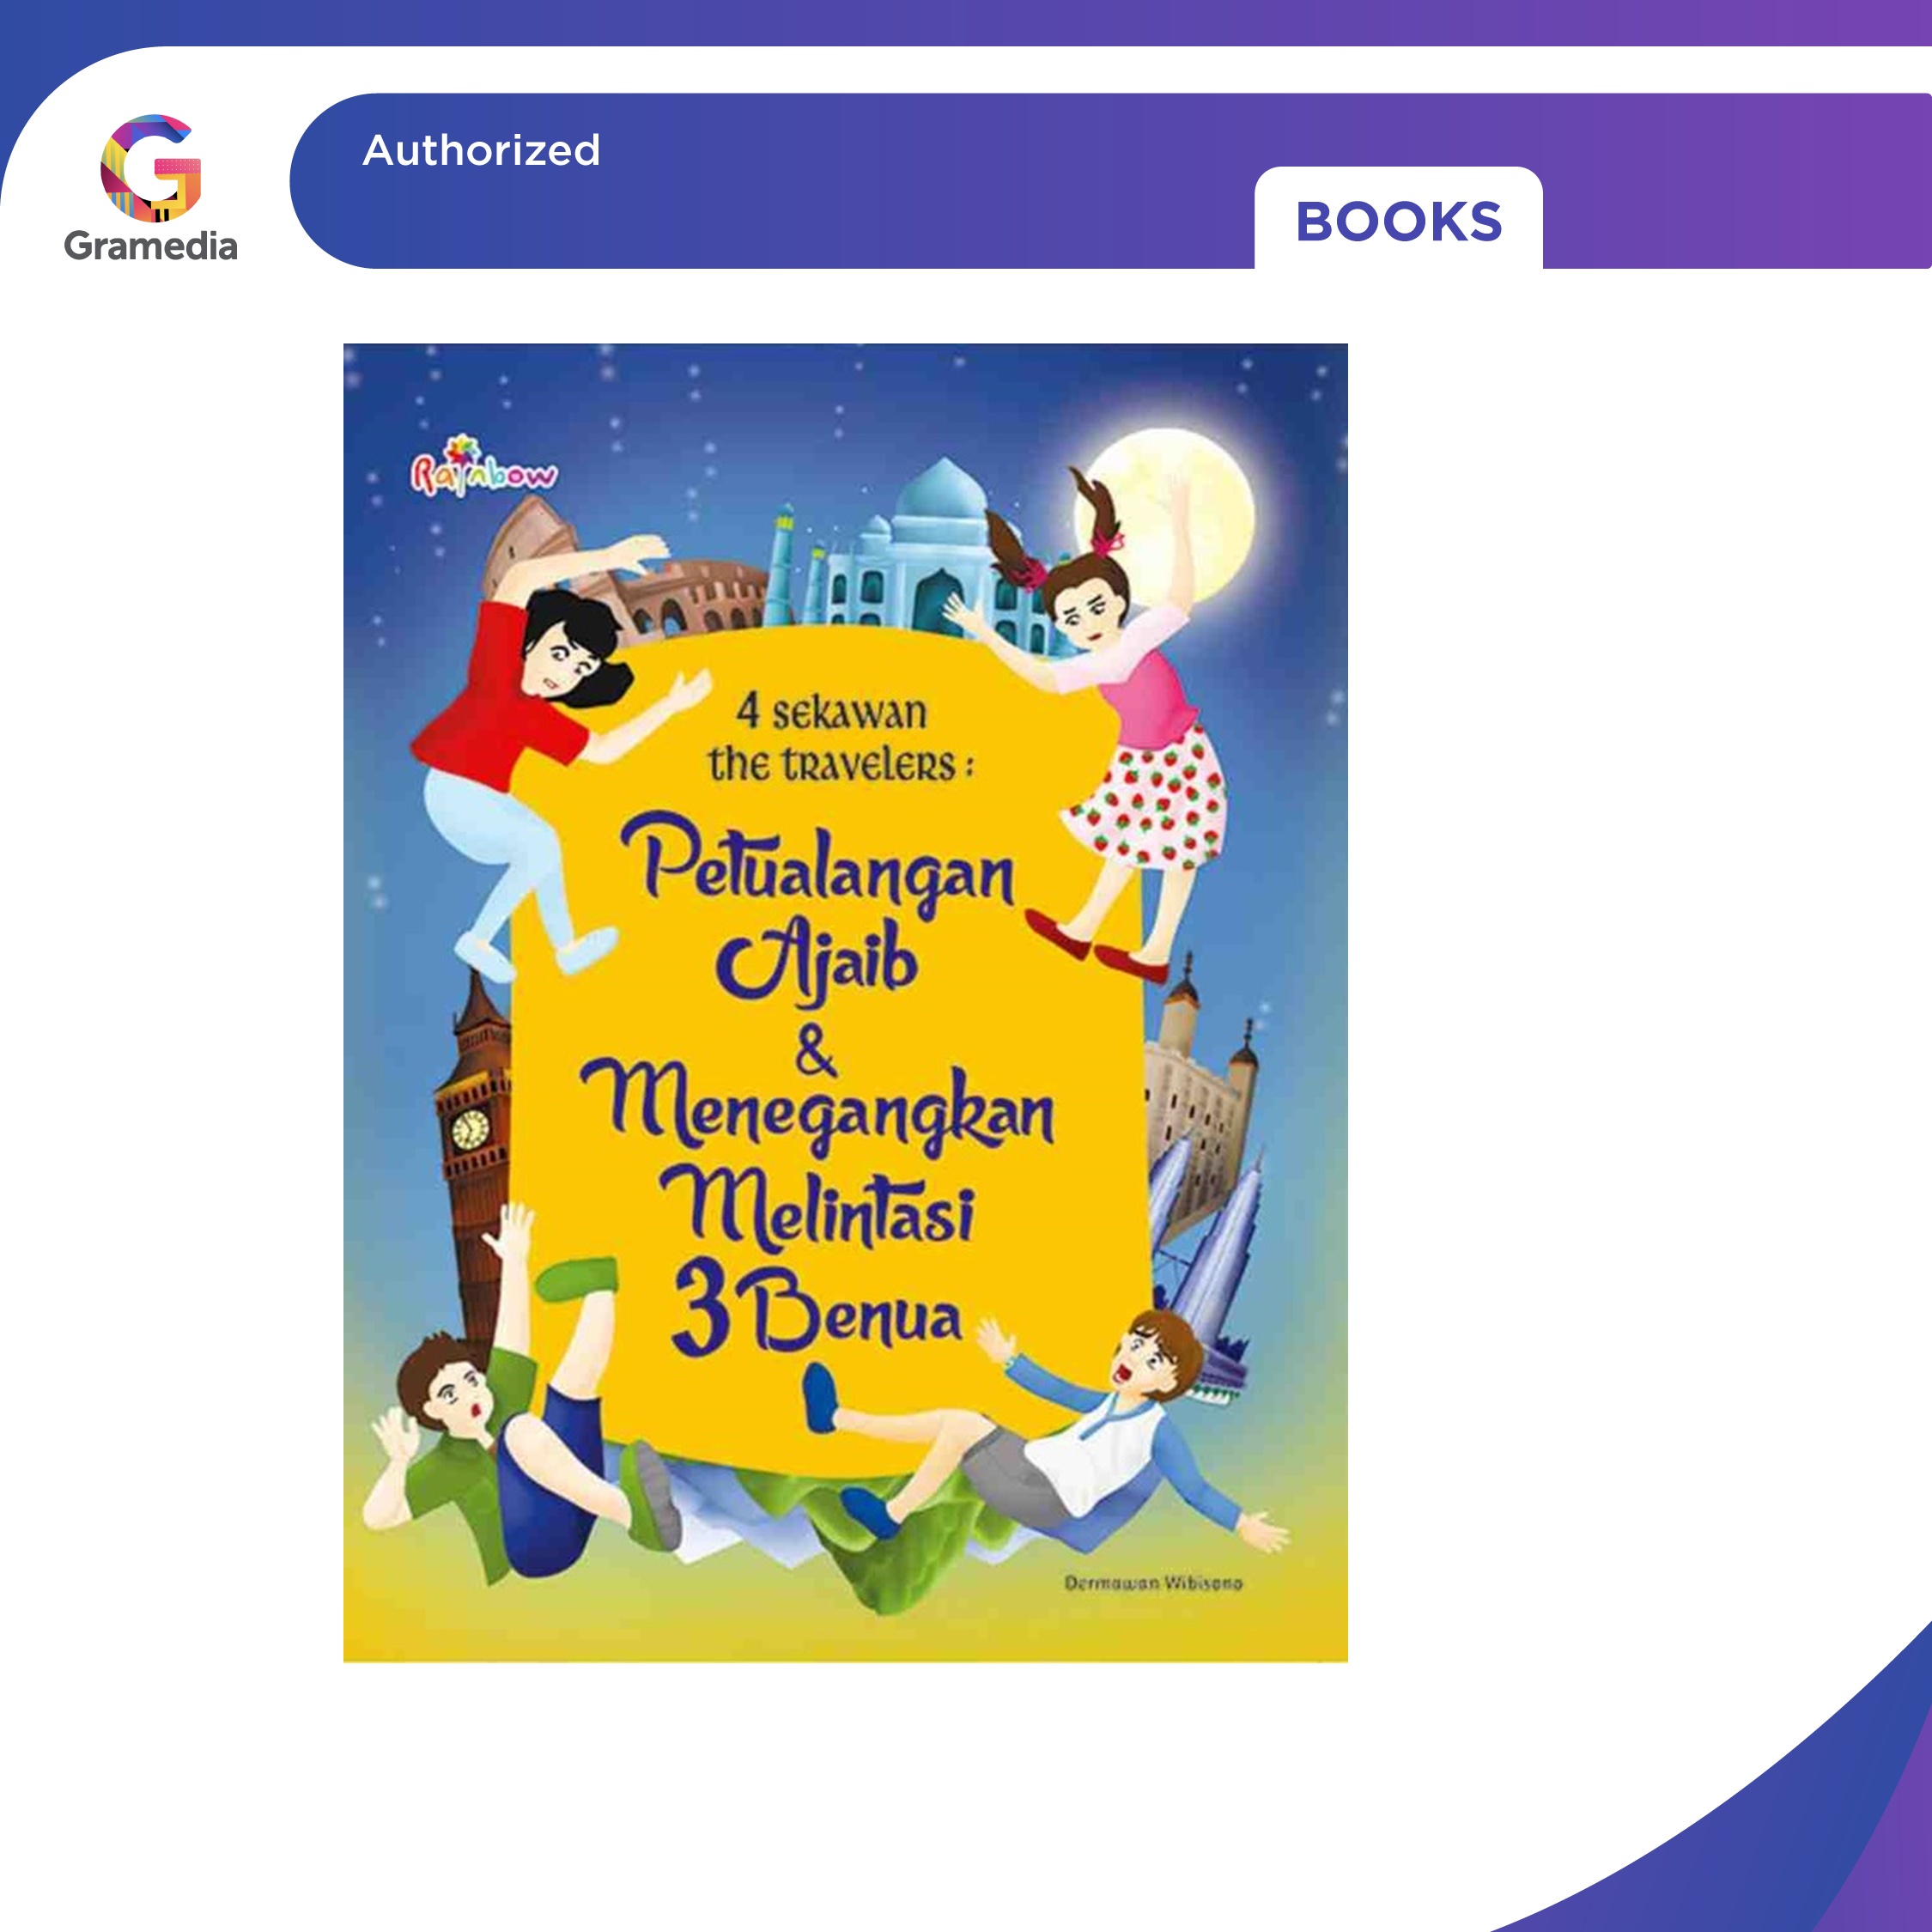 Authorized
BOOKS
Gramedia
Rainbow
4 sekawan
the travelers :
Petualangan
Ajaib
&
Menegangkan
Melintasi
3 Benua
Dermawan Wibisono